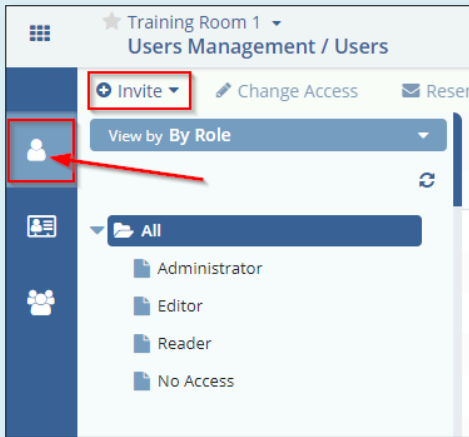 Training Room 1
Users Management / Users
Invite Change Access
View by By Role
All
Administrator
Editor
Reader
No Access